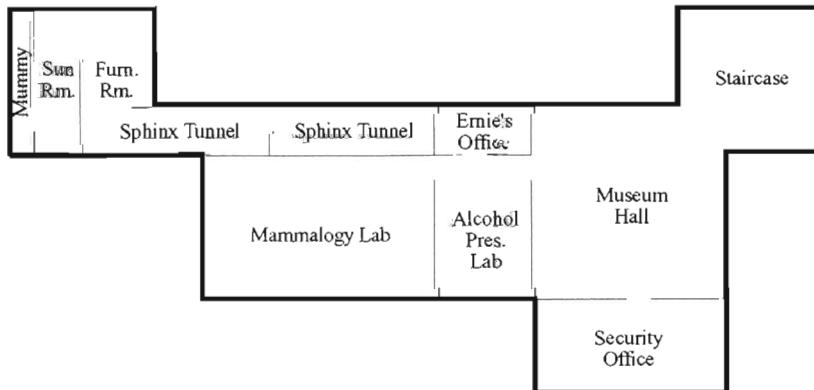 Mummy
Sun
Rm.
Furn.
Rm.
Sphinx Tunnel
Sphinx Tunnel
Ernie's
Office
Staircase
Mammalogy Lab
Alcohol
Pres.
Lab
Museum
Hall
Security
Office